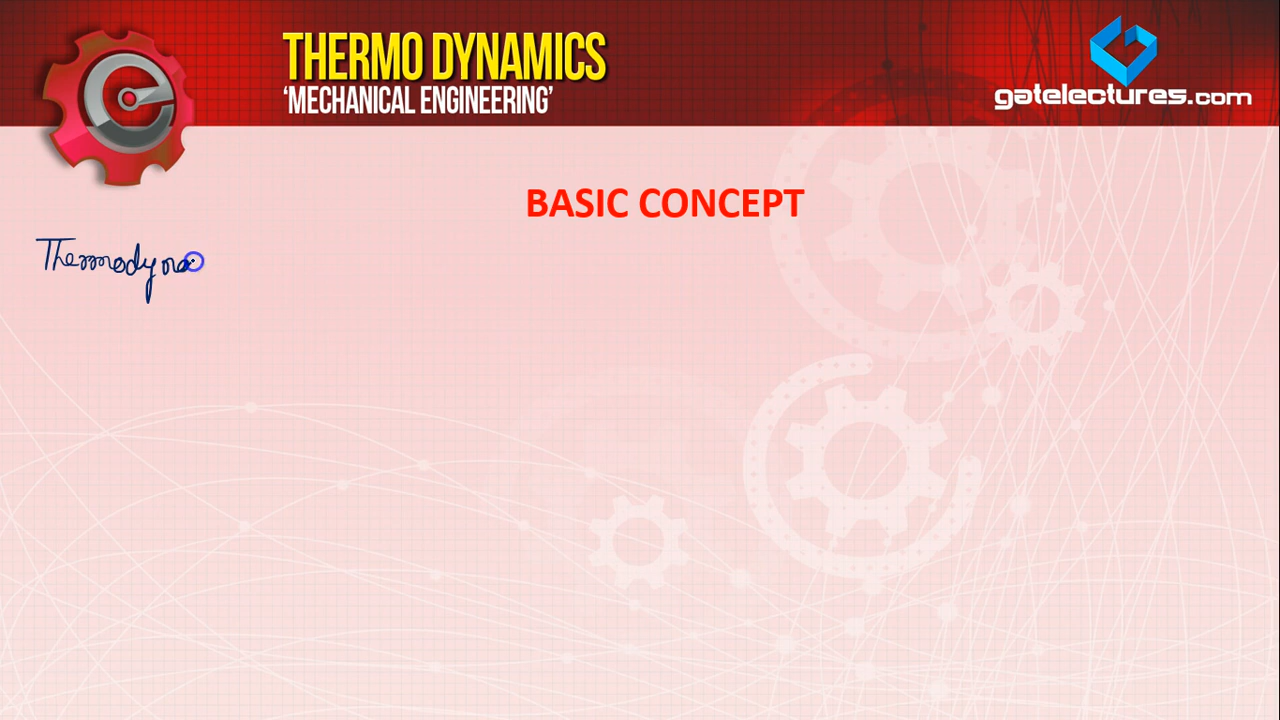 THERMO DYNAMICS
'MECHANICAL ENGINEERING'
gatelectures.com
BASIC CONCEPT
Thermodyna